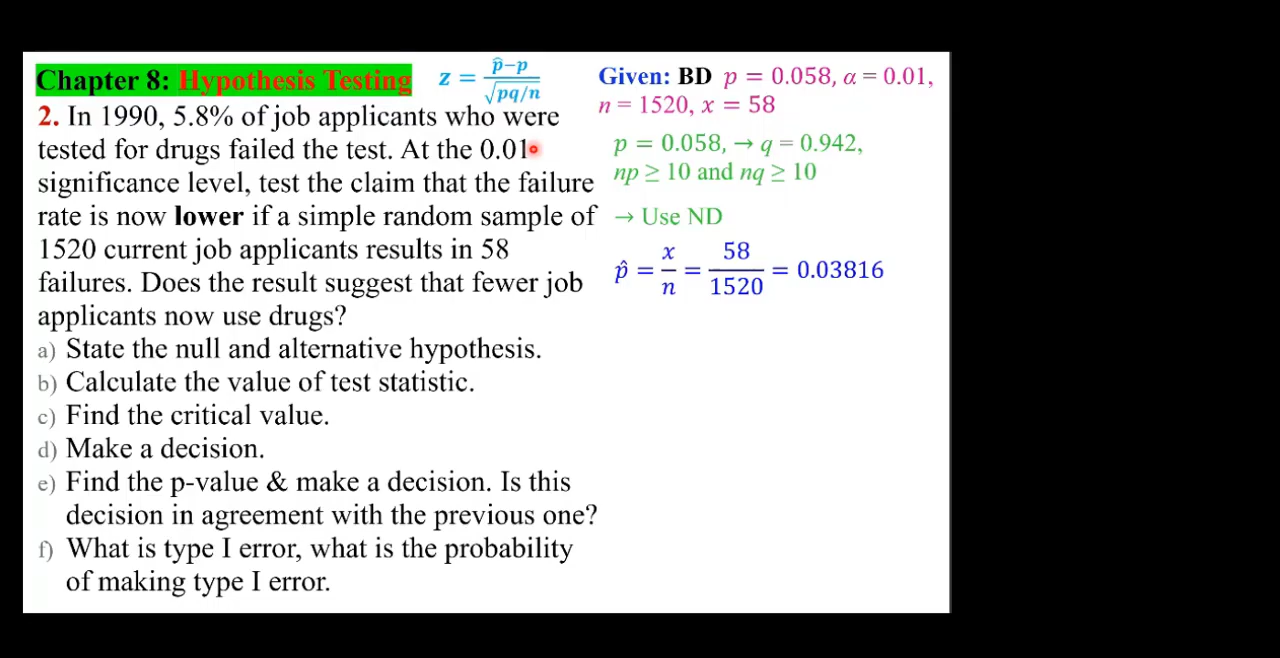 Chapter 8: Hypothesis Testing z = (p̂−p)/√(pq/n)
2. In 1990, 5.8% of job applicants who were
tested for drugs failed the test. At the 0.01
significance level, test the claim that the failure
rate is now lower if a simple random sample of
1520 current job applicants results in 58
failures. Does the result suggest that fewer job
applicants now use drugs?
a) State the null and alternative hypothesis.
b) Calculate the value of test statistic.
c) Find the critical value.
d) Make a decision.
e) Find the p-value & make a decision. Is this
decision in agreement with the previous one?
f) What is type I error, what is the probability
of making type I error.
Given: BD p = 0.058, α = 0.01,
n = 1520, x = 58
p = 0.058, → q = 0.942,
np ≥ 10 and nq ≥ 10
→ Use ND
p̂ = x/n = 58/1520 = 0.03816